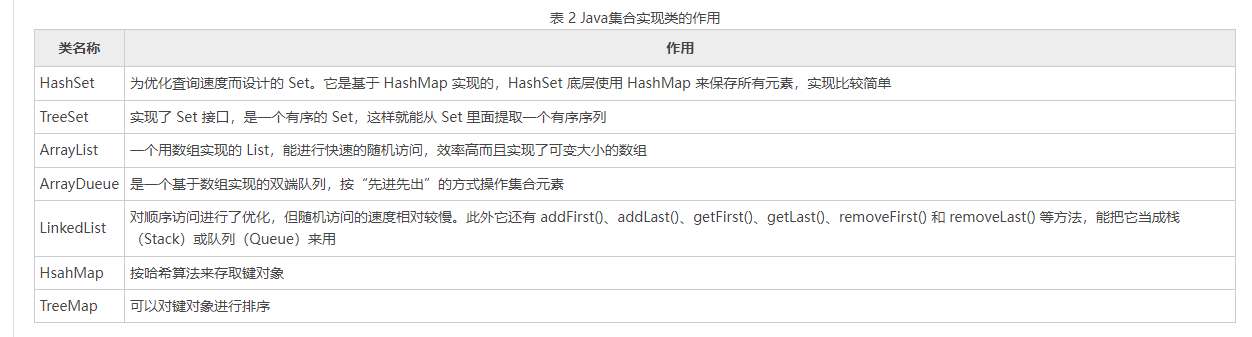 表 2 Java集合实现类的作用
类名称 作用
HashSet 为优化査询速度而设计的 Set。它是基于 HashMap 实现的，HashSet 底层使用 HashMap 来保存所有元素，实现比较简单
TreeSet 实现了 Set 接口，是一个有序的 Set，这样就能从 Set 里面提取一个有序序列
ArrayList 一个用数组实现的 List，能进行快速的随机访问，效率高而且实现了可变大小的数组
ArrayDueue 是一个基于数组实现的双端队列，按“先进先出”的方式操作集合元素
LinkedList 对顺序访问进行了优化，但随机访问的速度相对较慢。此外它还有 addFirst()、addLast()、getFirst()、getLast()、removeFirst() 和 removeLast() 等方法，能把它当成栈
（Stack）或队列（Queue）来用
HsahMap 按哈希算法来存取键对象
TreeMap 可以对键对象进行排序